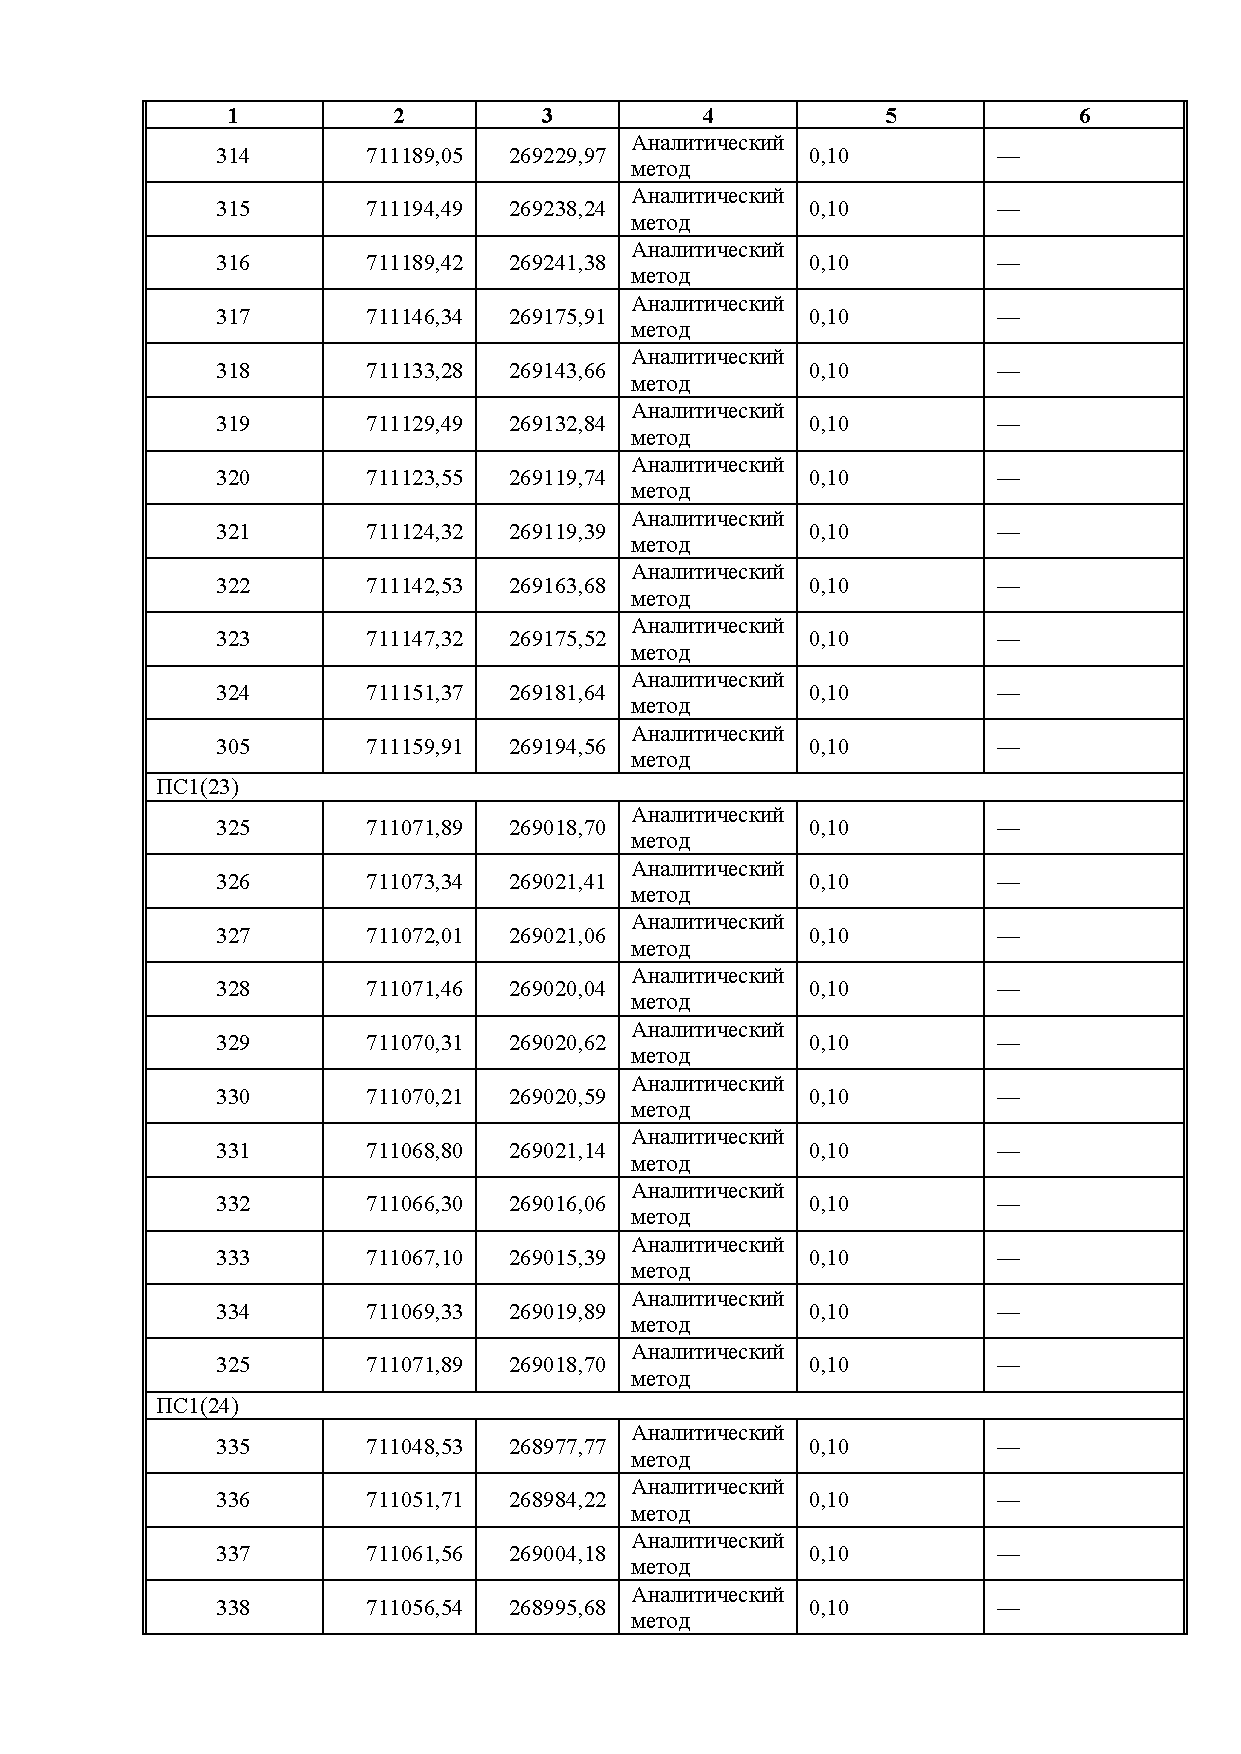 1 2 3 4 5 6
314 711189,05 269229,97 Аналитический метод 0,10 —
315 711194,49 269238,24 Аналитический метод 0,10 —
316 711189,42 269241,38 Аналитический метод 0,10 —
317 711146,34 269175,91 Аналитический метод 0,10 —
318 711133,28 269143,66 Аналитический метод 0,10 —
319 711129,49 269132,84 Аналитический метод 0,10 —
320 711123,55 269119,74 Аналитический метод 0,10 —
321 711124,32 269119,39 Аналитический метод 0,10 —
322 711142,53 269163,68 Аналитический метод 0,10 —
323 711147,32 269175,52 Аналитический метод 0,10 —
324 711151,37 269181,64 Аналитический метод 0,10 —
305 711159,91 269194,56 Аналитический метод 0,10 —
ПС1(23)
325 711071,89 269018,70 Аналитический метод 0,10 —
326 711073,34 269021,41 Аналитический метод 0,10 —
327 711072,01 269021,06 Аналитический метод 0,10 —
328 711071,46 269020,04 Аналитический метод 0,10 —
329 711070,31 269020,62 Аналитический метод 0,10 —
330 711070,21 269020,59 Аналитический метод 0,10 —
331 711068,80 269021,14 Аналитический метод 0,10 —
332 711066,30 269016,06 Аналитический метод 0,10 —
333 711067,10 269015,39 Аналитический метод 0,10 —
334 711069,33 269019,89 Аналитический метод 0,10 —
325 711071,89 269018,70 Аналитический метод 0,10 —
ПС1(24)
335 711048,53 268977,77 Аналитический метод 0,10 —
336 711051,71 268984,22 Аналитический метод 0,10 —
337 711061,56 269004,18 Аналитический метод 0,10 —
338 711056,54 268995,68 Аналитический метод 0,10 —